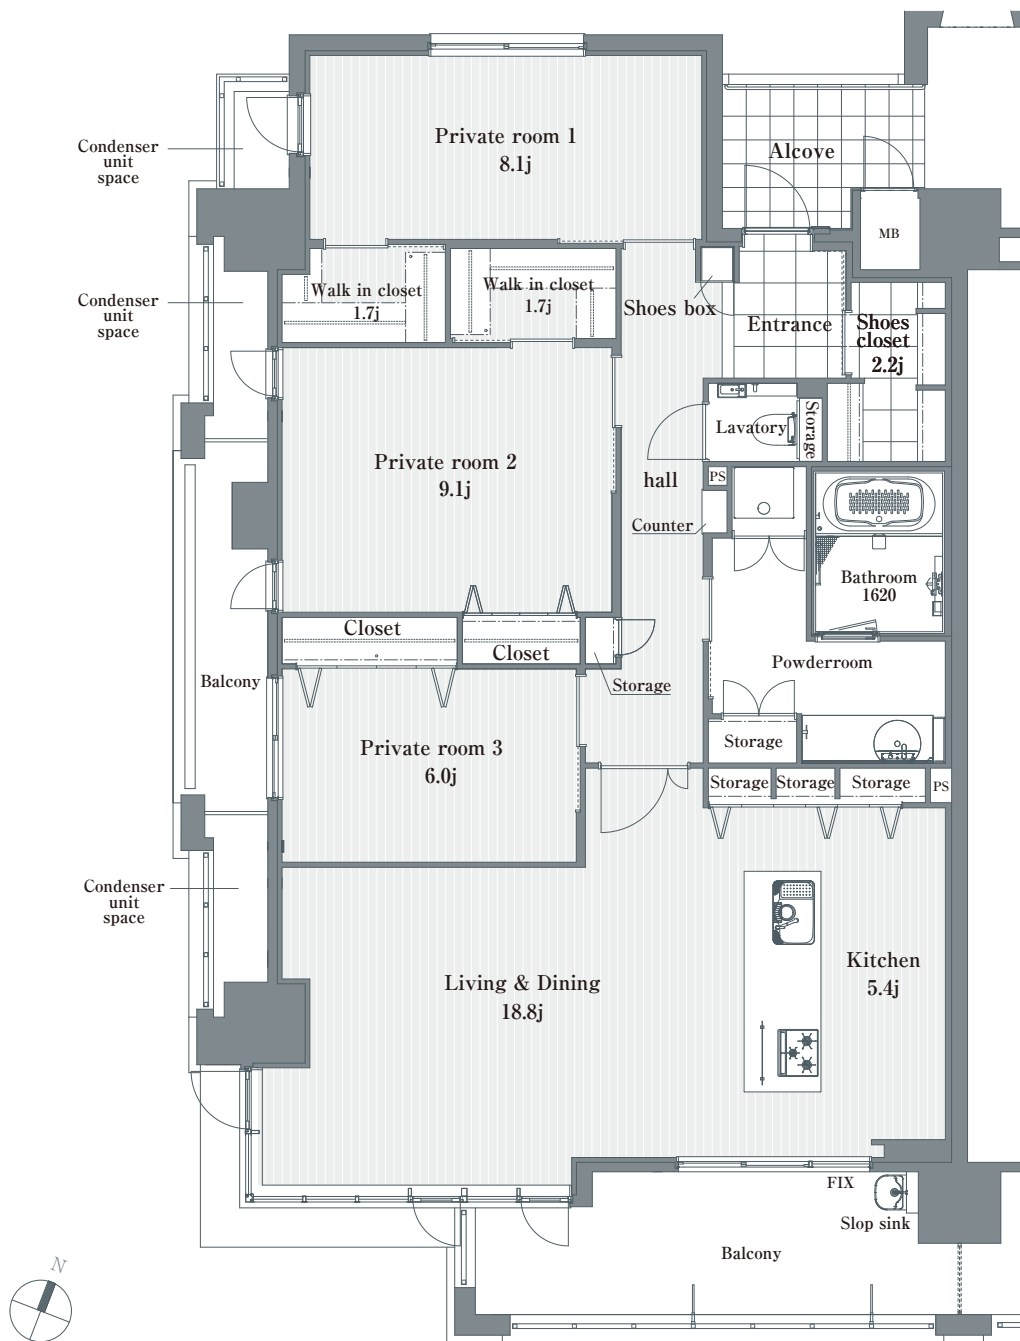 Private room 1
8.1j
Alcove
Condenser
unit
space
MB
Walk in closet
1.7j
Walk in closet
1.7j
Condenser
unit
space
Shoes box
Entrance
Shoes
closet
2.2j
Lavatory
Storage
Private room 2
9.1j
hall
PS
Counter
Bathroom
1620
Closet
Closet
Powderroom
Balcony
Storage
Private room 3
6.0j
Storage
Storage
Storage
Storage
PS
Condenser
unit
space
Living & Dining
18.8j
Kitchen
5.4j
FIX
Slop sink
Balcony
N